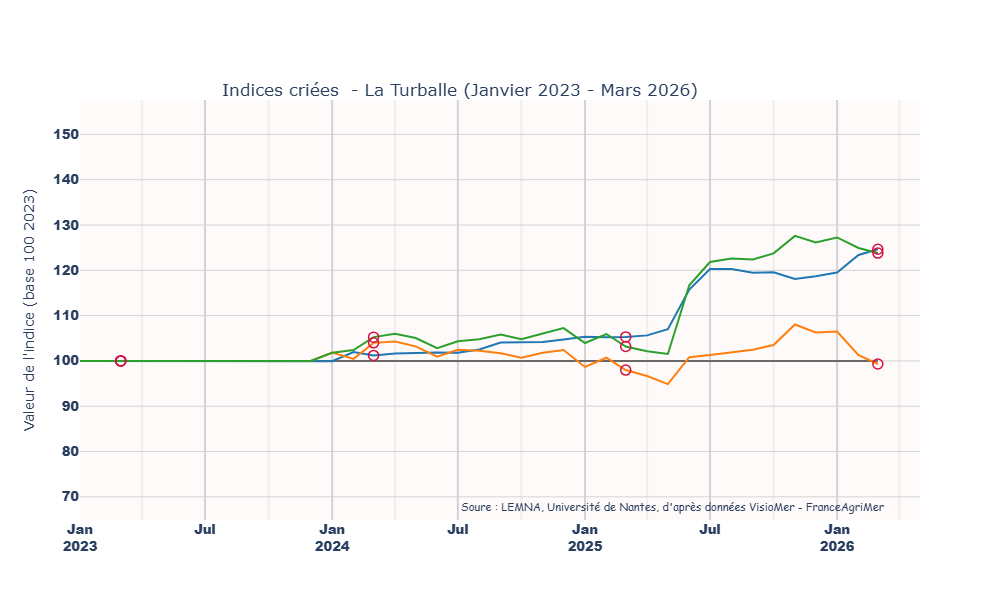 Indices criées  - La Turballe (Janvier 2023 - Mars 2026)
Valeur de l'indice (base 100 2023)
150
140
130
120
110
100
90
80
70
Soure : LEMNA, Université de Nantes, d'après données VisioMer - FranceAgriMer
Jan Jul Jan Jul Jan Jul Jan
2023 2024 2025 2026